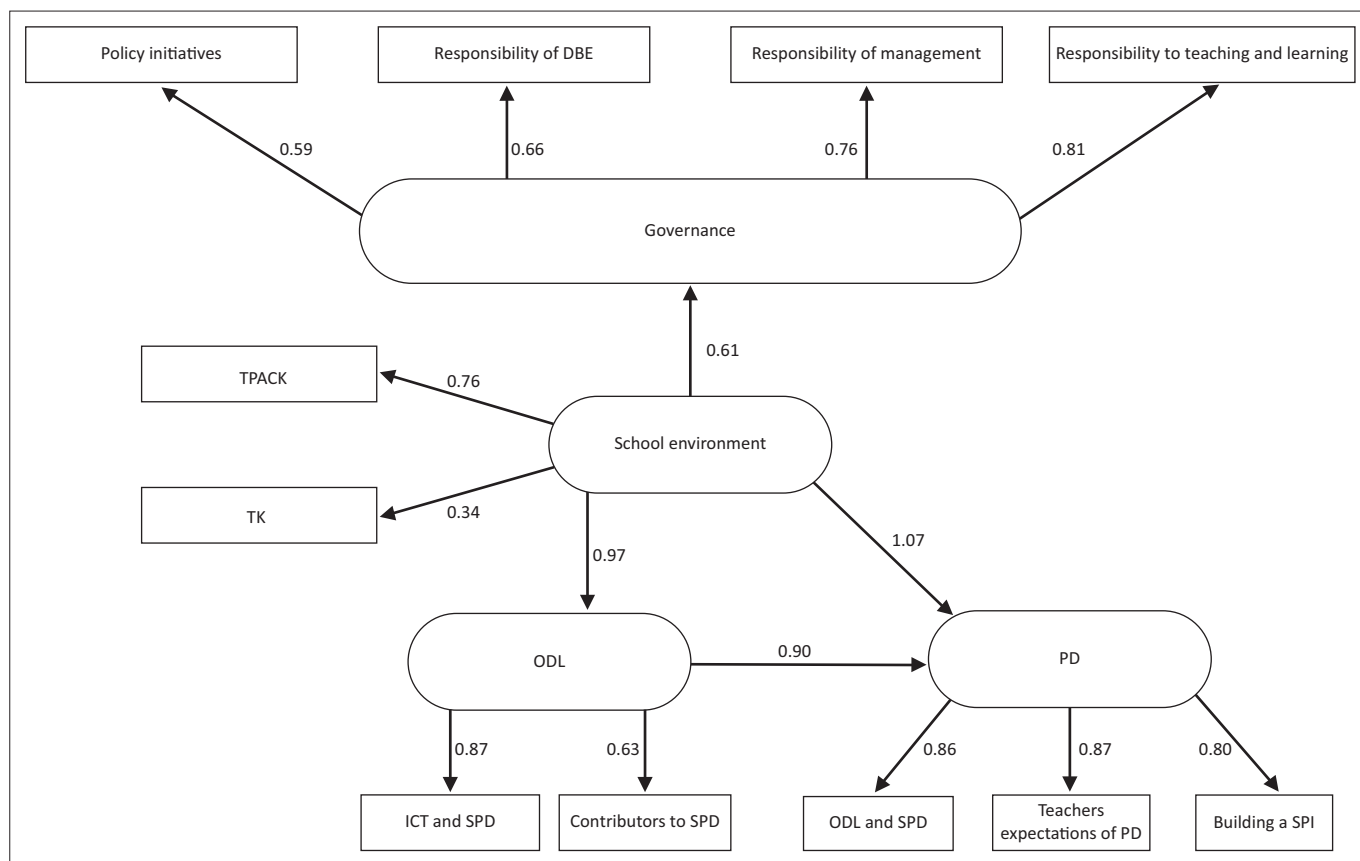 Policy initiatives
Responsibility of DBE
Responsibility of management
Responsibility to teaching and learning
0.59
0.66
0.76
0.81
Governance
0.61
TPACK
0.76
School environment
TK
0.34
0.97
1.07
ODL
0.90
PD
0.87
0.63
0.86
0.87
0.80
ICT and SPD
Contributors to SPD
ODL and SPD
Teachers
expectations of PD
Building a SPI